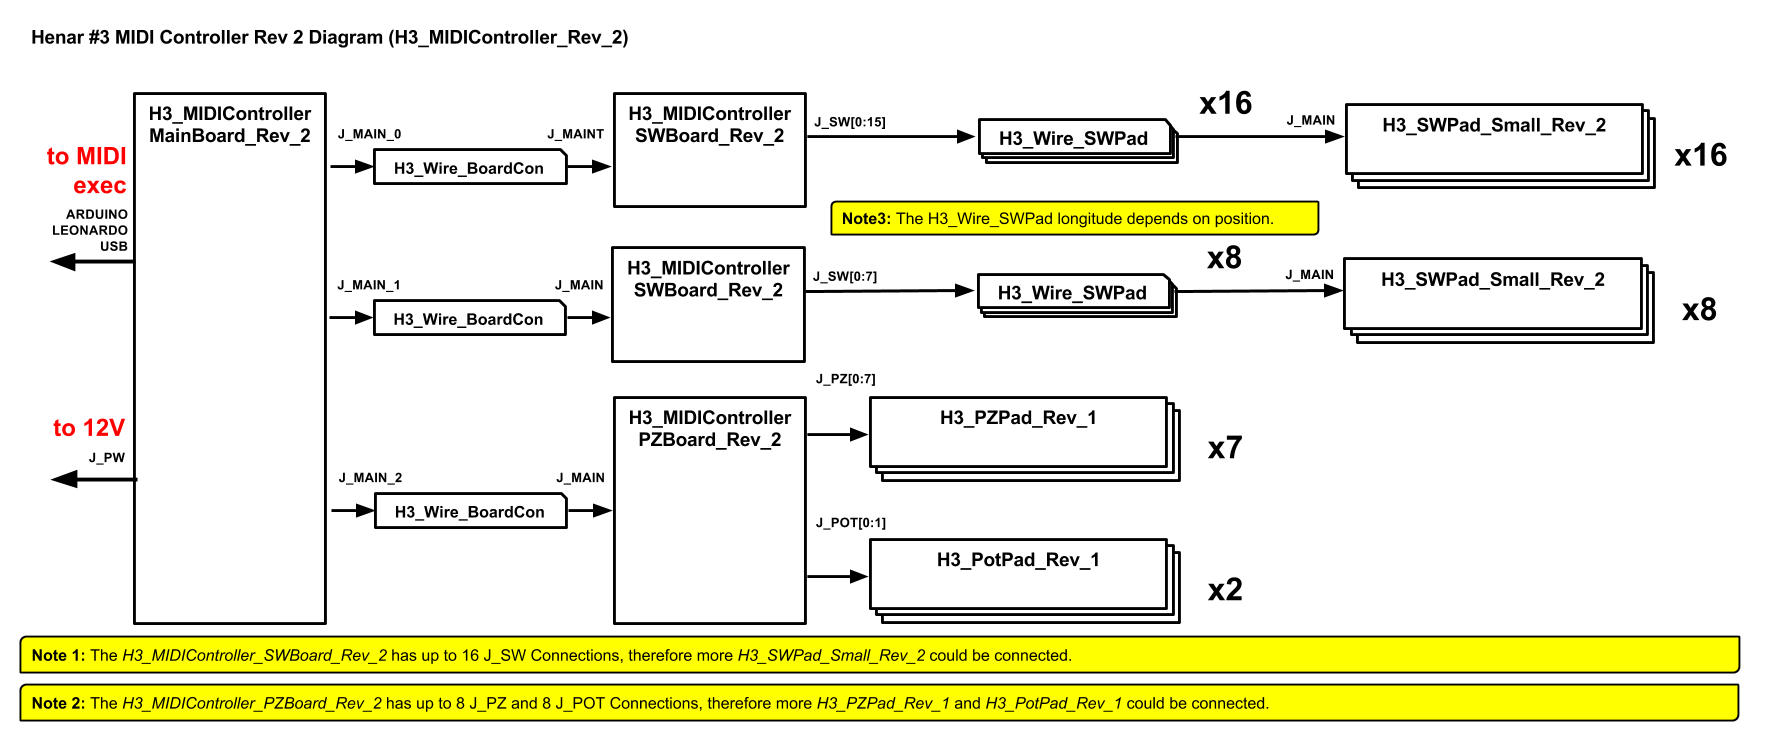 Henar #3 MIDI Controller Rev 2 Diagram (H3_MIDIController_Rev_2)
H3_MIDIController
MainBoard_Rev_2
to MIDI
exec
ARDUINO
LEONARDO
USB
to 12V
J_PW
J_MAIN_0
H3_Wire_BoardCon
J_MAINT
H3_MIDIController
SWBoard_Rev_2
J_SW[0:15]
H3_Wire_SWPad
x16
J_MAIN
H3_SWPad_Small_Rev_2
x16
Note3: The H3_Wire_SWPad longitude depends on position.
J_MAIN_1
H3_Wire_BoardCon
J_MAIN
H3_MIDIController
SWBoard_Rev_2
J_SW[0:7]
H3_Wire_SWPad
x8
J_MAIN
H3_SWPad_Small_Rev_2
x8
J_MAIN_2
H3_Wire_BoardCon
J_MAIN
H3_MIDIController
PZBoard_Rev_2
J_PZ[0:7]
H3_PZPad_Rev_1
x7
J_POT[0:1]
H3_PotPad_Rev_1
x2
Note 1: The H3_MIDIController_SWBoard_Rev_2 has up to 16 J_SW Connections, therefore more H3_SWPad_Small_Rev_2 could be connected.
Note 2: The H3_MIDIController_PZBoard_Rev_2 has up to 8 J_PZ and 8 J_POT Connections, therefore more H3_PZPad_Rev_1 and H3_PotPad_Rev_1 could be connected.